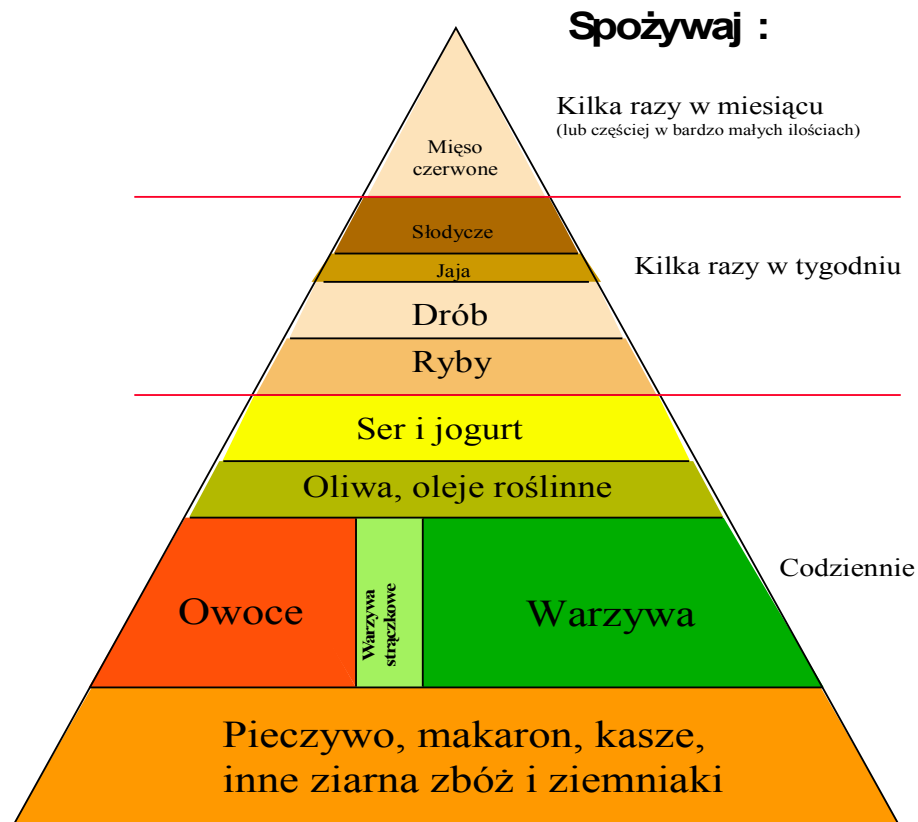 Spożywaj :
Kilka razy w miesiącu
(lub częściej w bardzo małych ilościach)
Mięso
czerwone
Słodycze
Jaja
Kilka razy w tygodniu
Drób
Ryby
Ser i jogurt
Oliwa, oleje roślinne
Codziennie
Owoce
Warzywa
strączkowe
Warzywa
Pieczywo, makaron, kasze,
inne ziarna zbóż i ziemniaki